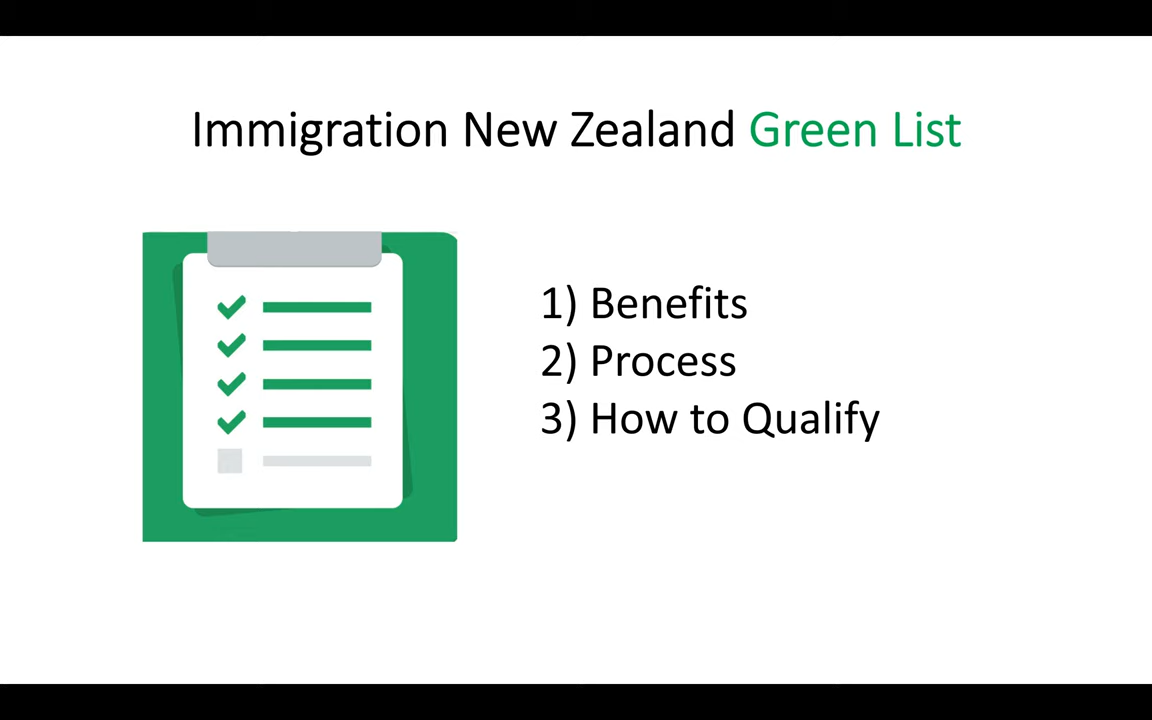 Immigration New Zealand Green List
1) Benefits
2) Process
3) How to Qualify